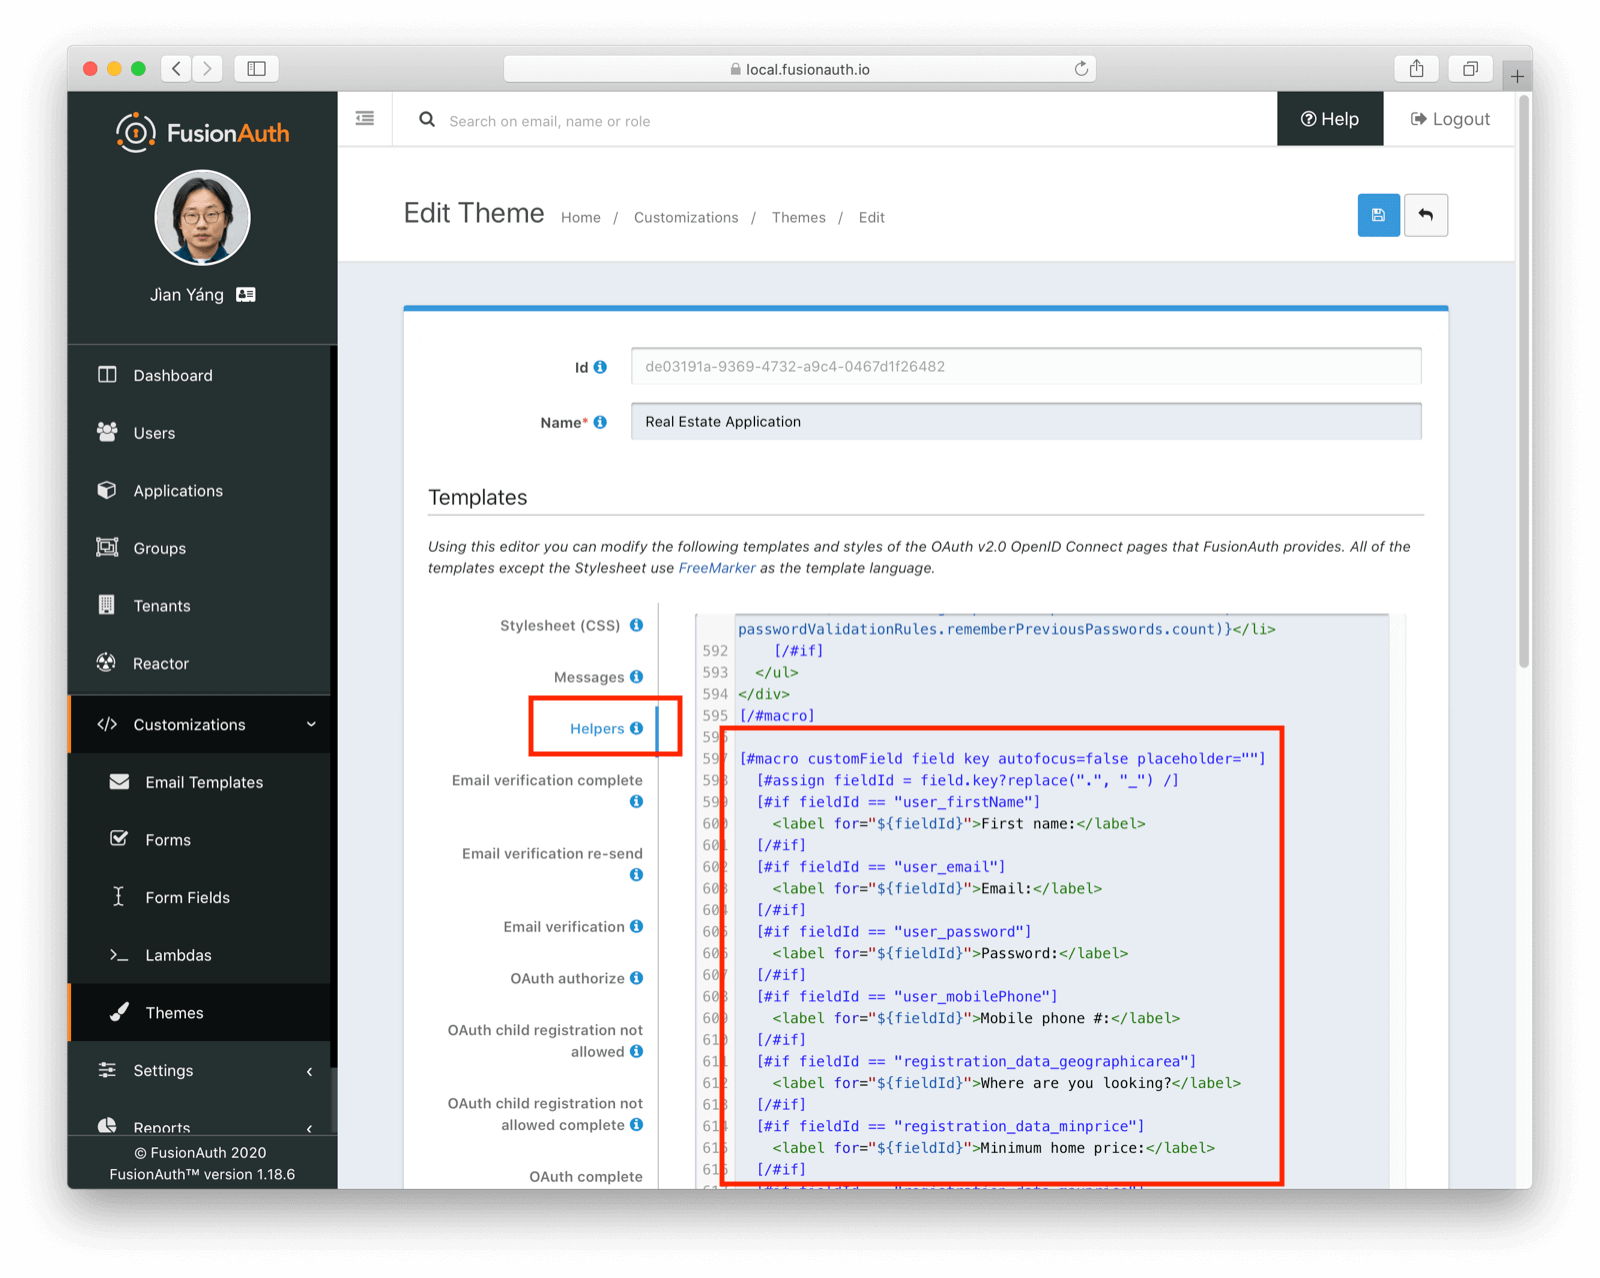 local.fusionauth.io
FusionAuth
Jìan Yáng
Dashboard
Users
Applications
Groups
Tenants
Reactor
Customizations
Email Templates
Forms
Form Fields
Lambdas
Themes
Settings
Reports
© FusionAuth 2020
FusionAuth™ version 1.18.6
Search on email, name or role
Help
Logout
Edit Theme
Home / Customizations / Themes / Edit
Id
de03191a-9369-4732-a9c4-0467d1f26482
Name*
Real Estate Application
Templates
Using this editor you can modify the following templates and styles of the OAuth v2.0 OpenID Connect pages that FusionAuth provides. All of the
templates except the Stylesheet use FreeMarker as the template language.
Stylesheet (CSS)
Messages
Helpers
Email verification complete
Email verification re-send
Email verification
OAuth authorize
OAuth child registration not
allowed
OAuth child registration not
allowed complete
OAuth complete
passwordValidationRules.rememberPreviousPasswords.count)}</li>
592 [/#if]
593 </ul>
594 </div>
595 [/#macro]
596
597 [#macro customField field key autofocus=false placeholder=""]
598 [#assign fieldId = field.key?replace(".", "_") /]
599 [#if fieldId == "user_firstName"]
600 <label for="${fieldId}">First name:</label>
601 [/#if]
602 [#if fieldId == "user_email"]
603 <label for="${fieldId}">Email:</label>
604 [/#if]
605 [#if fieldId == "user_password"]
606 <label for="${fieldId}">Password:</label>
607 [/#if]
608 [#if fieldId == "user_mobilePhone"]
609 <label for="${fieldId}">Mobile phone #:</label>
610 [/#if]
611 [#if fieldId == "registration_data_geographicarea"]
612 <label for="${fieldId}">Where are you looking?</label>
613 [/#if]
614 [#if fieldId == "registration_data_minprice"]
615 <label for="${fieldId}">Minimum home price:</label>
616 [/#if]